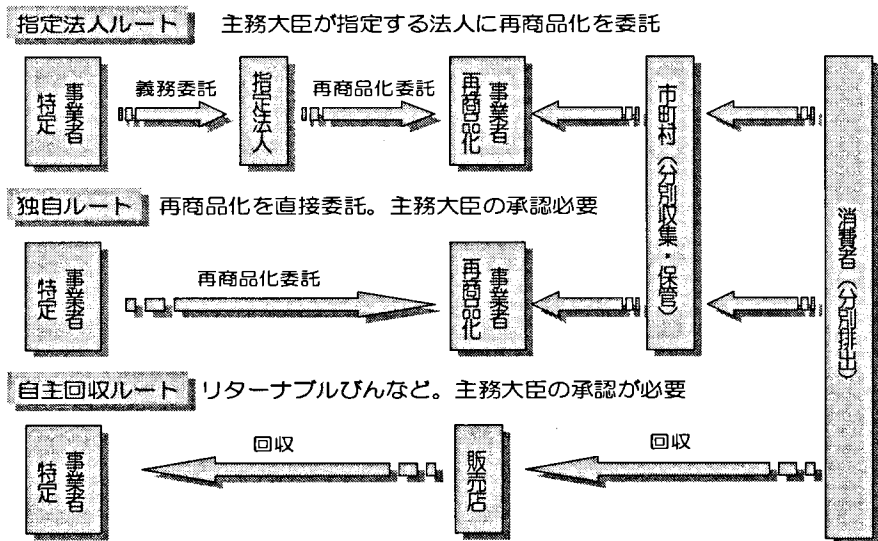 指定法人ルート 主務大臣が指定する法人に再商品化を委託
特定
事業者
義務委託
指定法人
再商品化委託
再商品化
事業者
市町村（分別収集・保管）
消費者（分別排出）
独自ルート 再商品化を直接委託。主務大臣の承認必要
特定
事業者
再商品化委託
再商品化
事業者
自主回収ルート リターナブルびんなど。主務大臣の承認が必要
特定
事業者
回収
販売店
回収